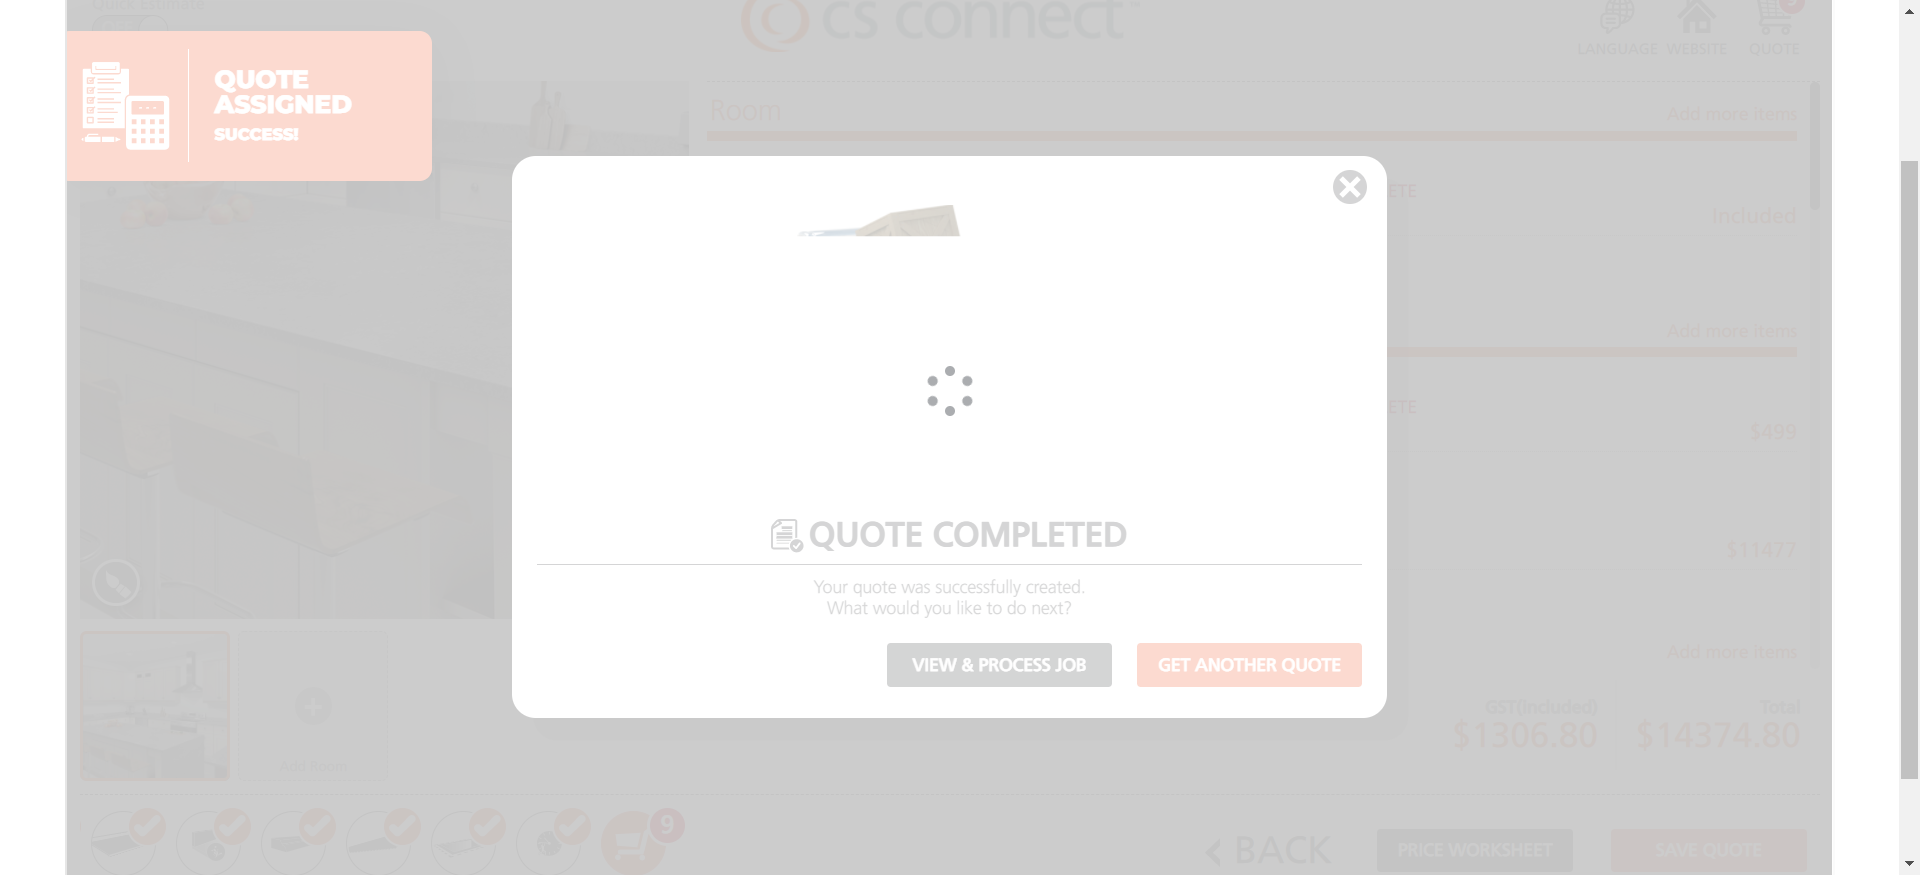 Quick Estimate
cs connect
9
LANGUAGE
WEBSITE
QUOTE
QUOTE
ASSIGNED
SUCCESS!
Room
Add more items
ETE
Included
Add more items
ETE
$499
$11477
Add more items
QUOTE COMPLETED
Your quote was successfully created.
What would you like to do next?
VIEW & PROCESS JOB
GET ANOTHER QUOTE
Add Room
GST(included)
Total
$1306.80
$14374.80
9
BACK
PRICE WORKSHEET
SAVE QUOTE